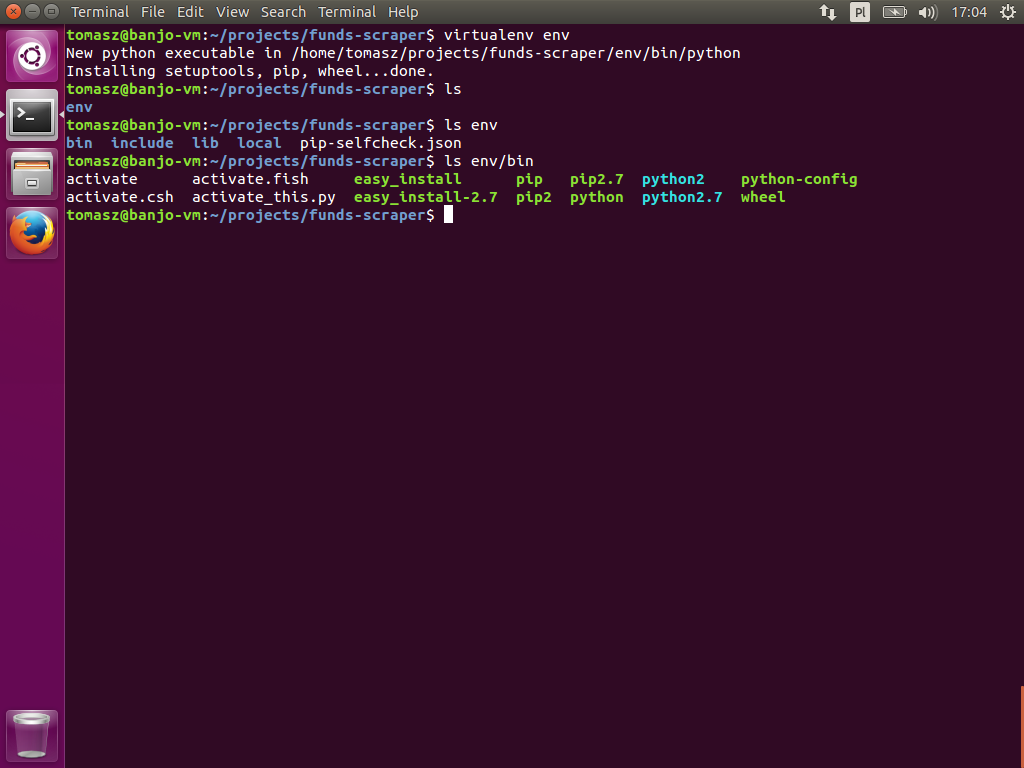 Terminal File Edit View Search Terminal Help Pl 17:04
tomasz@banjo-vm:~/projects/funds-scraper$ virtualenv env
New python executable in /home/tomasz/projects/funds-scraper/env/bin/python
Installing setuptools, pip, wheel...done.
tomasz@banjo-vm:~/projects/funds-scraper$ ls
env
tomasz@banjo-vm:~/projects/funds-scraper$ ls env
bin  include  lib  local  pip-selfcheck.json
tomasz@banjo-vm:~/projects/funds-scraper$ ls env/bin
activate      activate.fish     easy_install      pip   pip2.7  python2    python-config
activate.csh  activate_this.py  easy_install-2.7  pip2  python  python2.7  wheel
tomasz@banjo-vm:~/projects/funds-scraper$